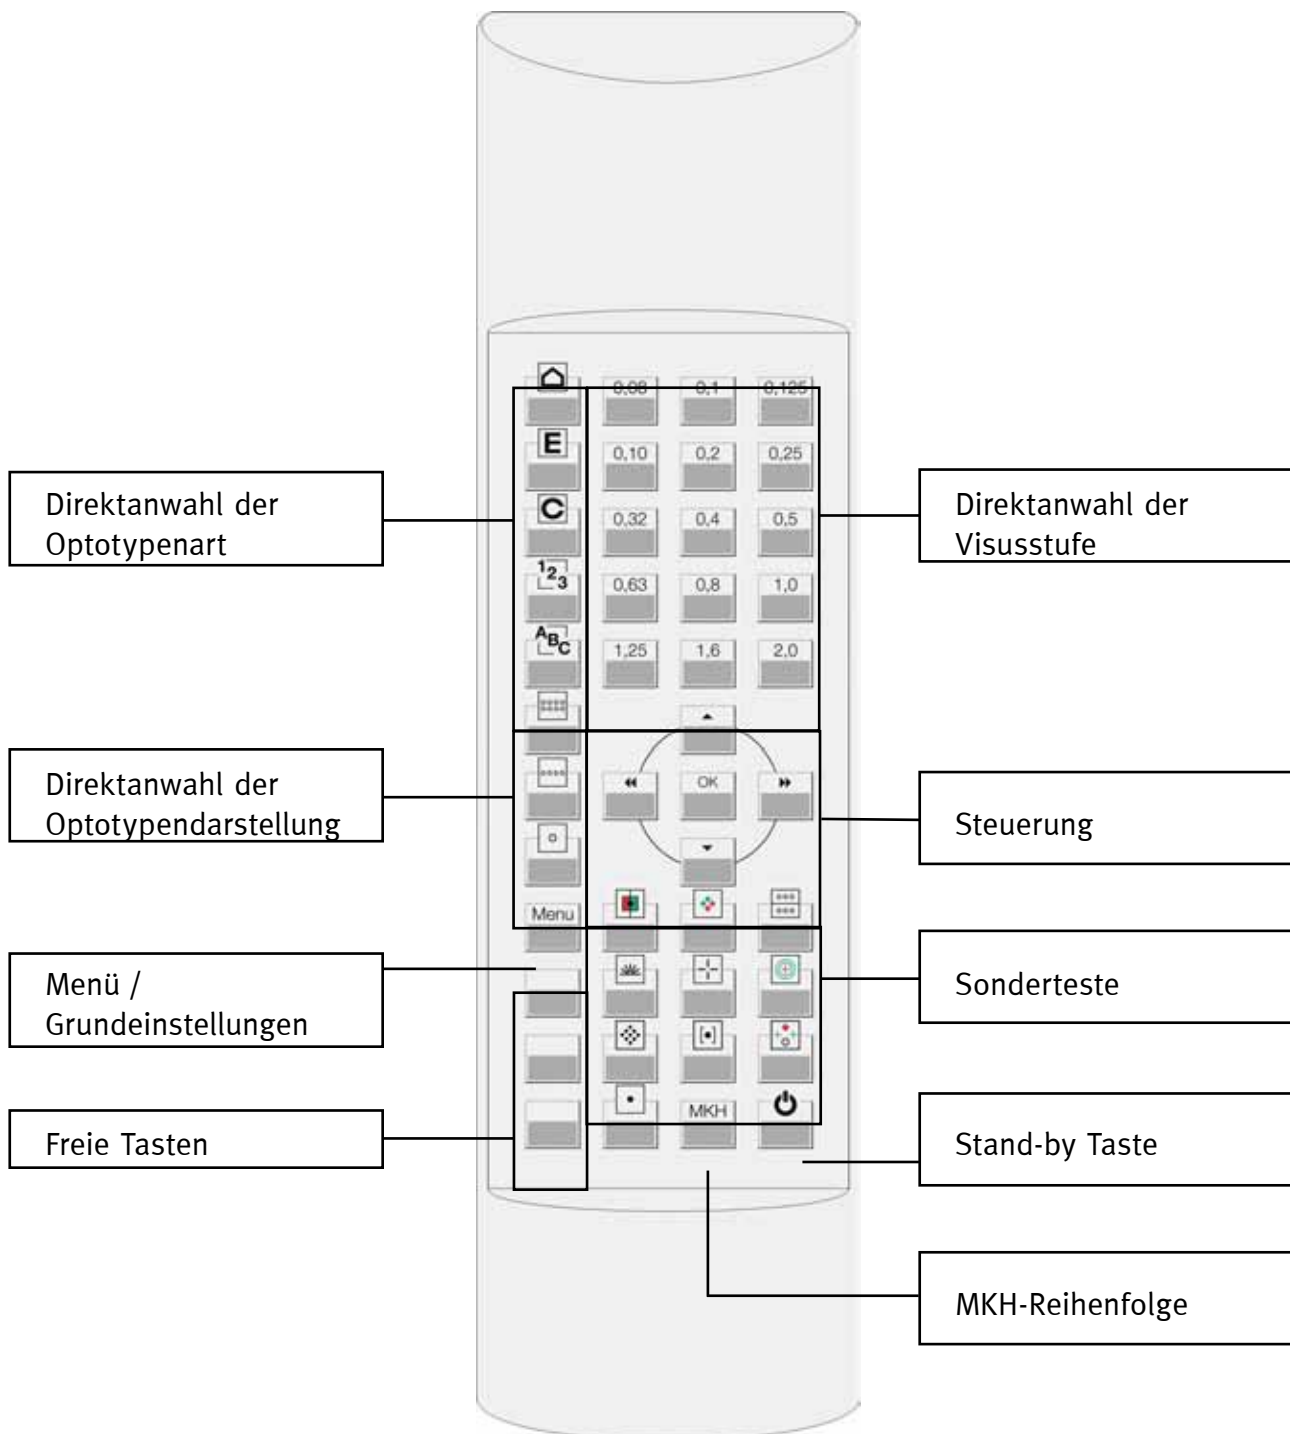 0,08 0,1 0,125
E 0,10 0,2 0,25
Direktanwahl der
Optotypenart
Direktanwahl der
Visusstufe
C 0,32 0,4 0,5
123 0,63 0,8 1,0
ABC 1,25 1,6 2,0
Direktanwahl der
Optotypendarstellung
OK
Steuerung
Menu
Menü /
Grundeinstellungen
Sonderteste
Freie Tasten
MKH
Stand-by Taste
MKH-Reihenfolge